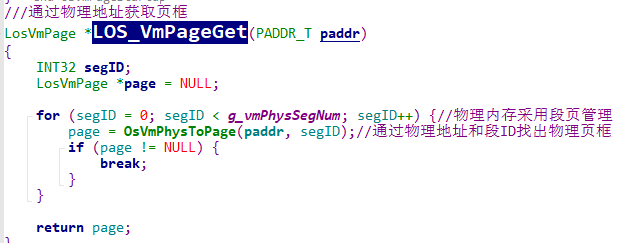 ///通过物理地址获取页框
LosVmPage *LOS_VmPageGet(PADDR_T paddr)
{
    INT32 segID;
    LosVmPage *page = NULL;
    for (segID = 0; segID < g_vmPhysSegNum; segID++) {//物理内存采用段页管理
        page = OsVmPhysToPage(paddr, segID);//通过物理地址和段ID找出物理页框
        if (page != NULL) {
            break;
        }
    }
    return page;
}